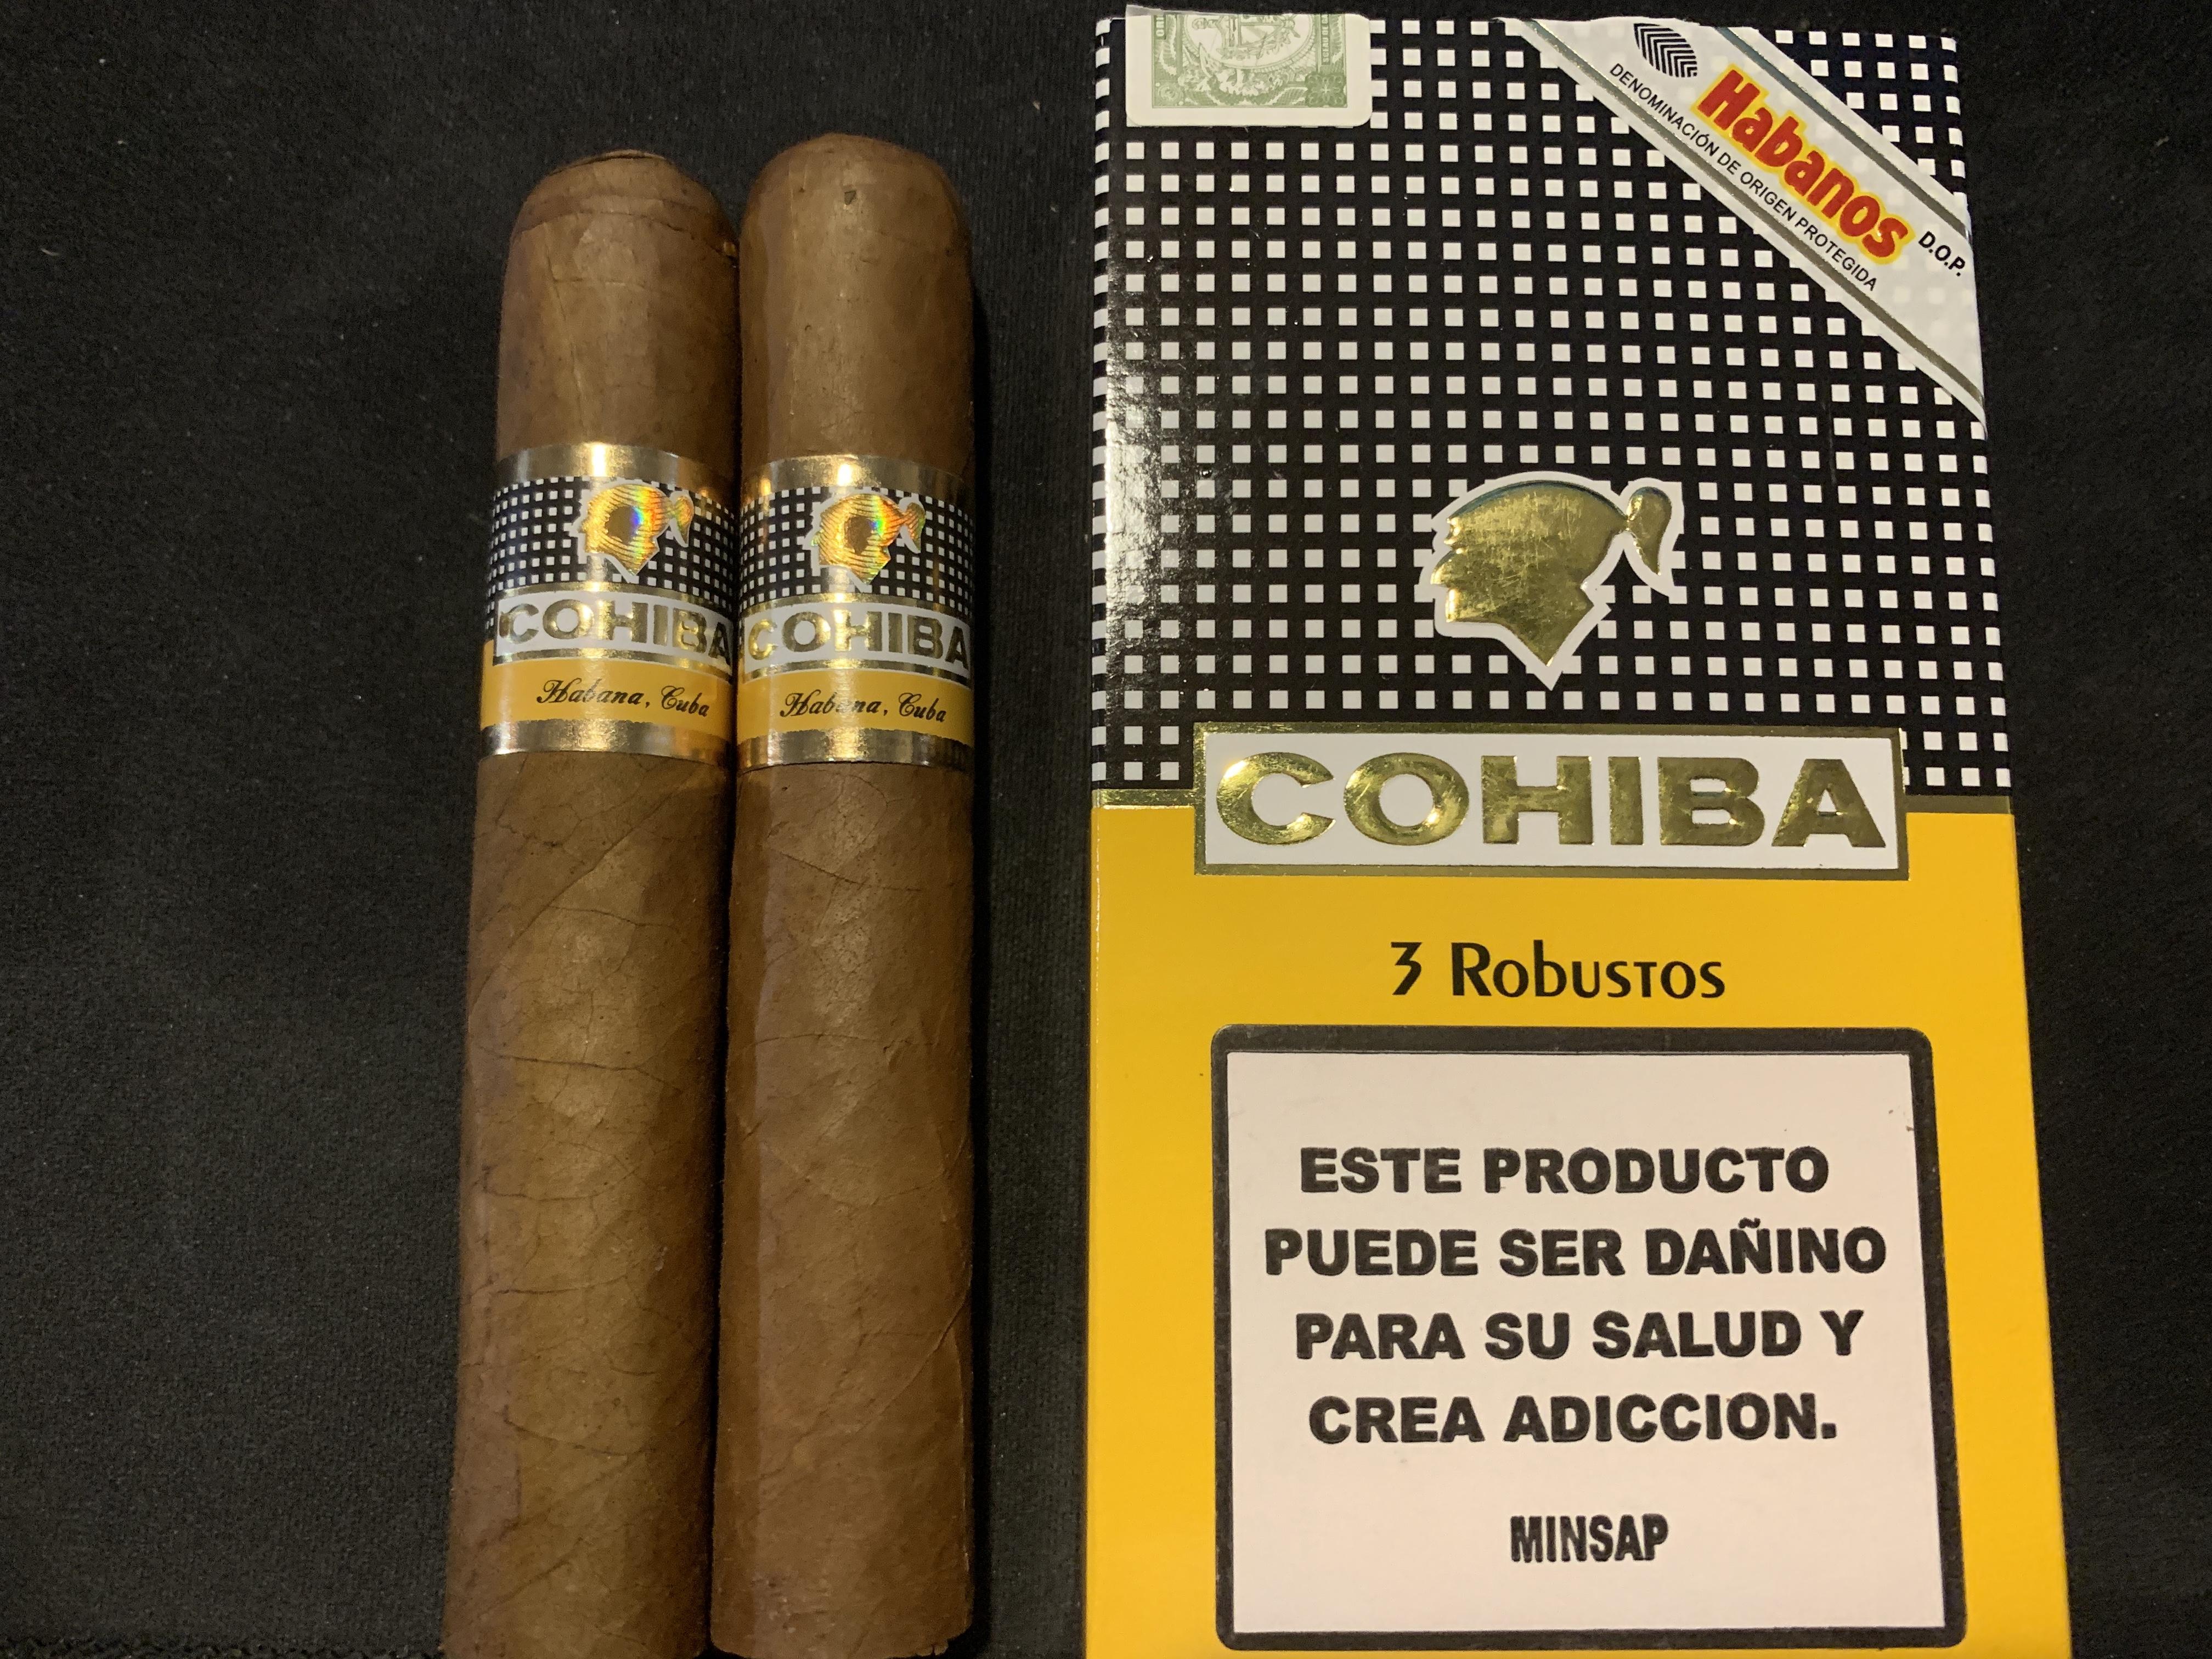 Habanos
D.O.P.
DENOMINACIÓN DE ORIGEN PROTEGIDA
COHIBA
Habana, Cuba
COHIBA
Habana, Cuba
COHIBA
3 Robustos
ESTE PRODUCTO
PUEDE SER DAÑINO
PARA SU SALUD Y
CREA ADICCION.
MINSAP